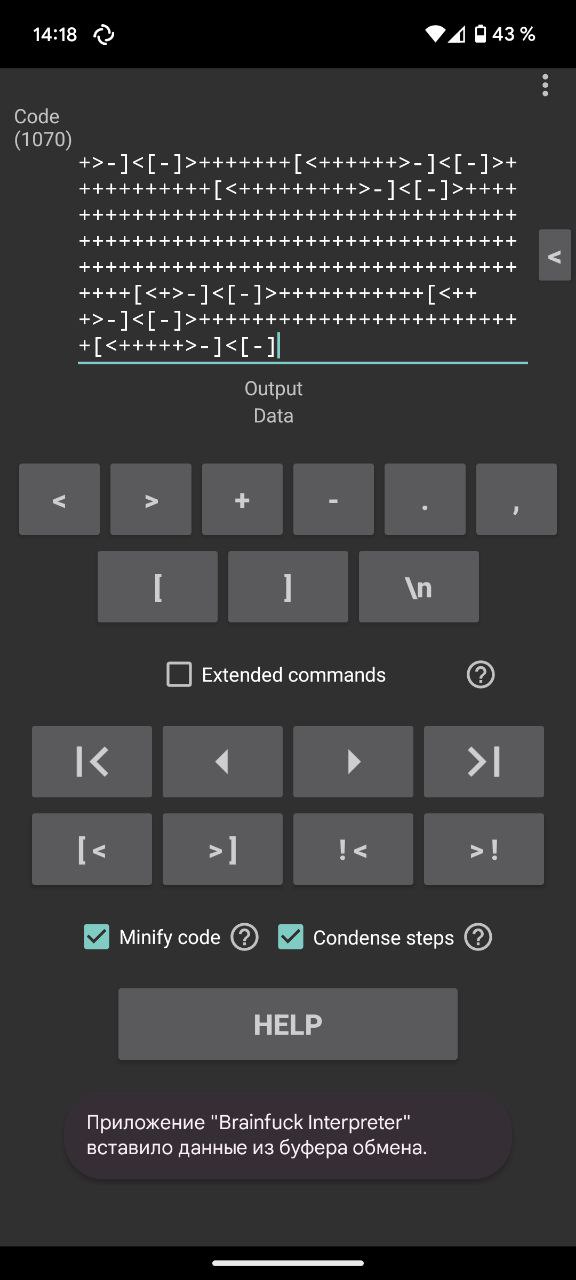 14:18 43 %
Code
(1070)
+>-]<[-]>+++++++[<++++++>-]<[-]>+
++++++++++[<+++++++++>-]<[-]>++++
+++++++++++++++++++++++++++++++++
+++++++++++++++++++++++++++++++++
+++++++++++++++++++++++++++++++++
++++[<+>-]<[-]>+++++++++++[<++
+>-]<[-]>++++++++++++++++++++++++
+[<+++++>-]<[-]
<
Output
Data
< > + - . ,
[ ] \n
Extended commands ?
[< >] !< >!
Minify code ? Condense steps ?
HELP
Приложение "Brainfuck Interpreter"
вставило данные из буфера обмена.